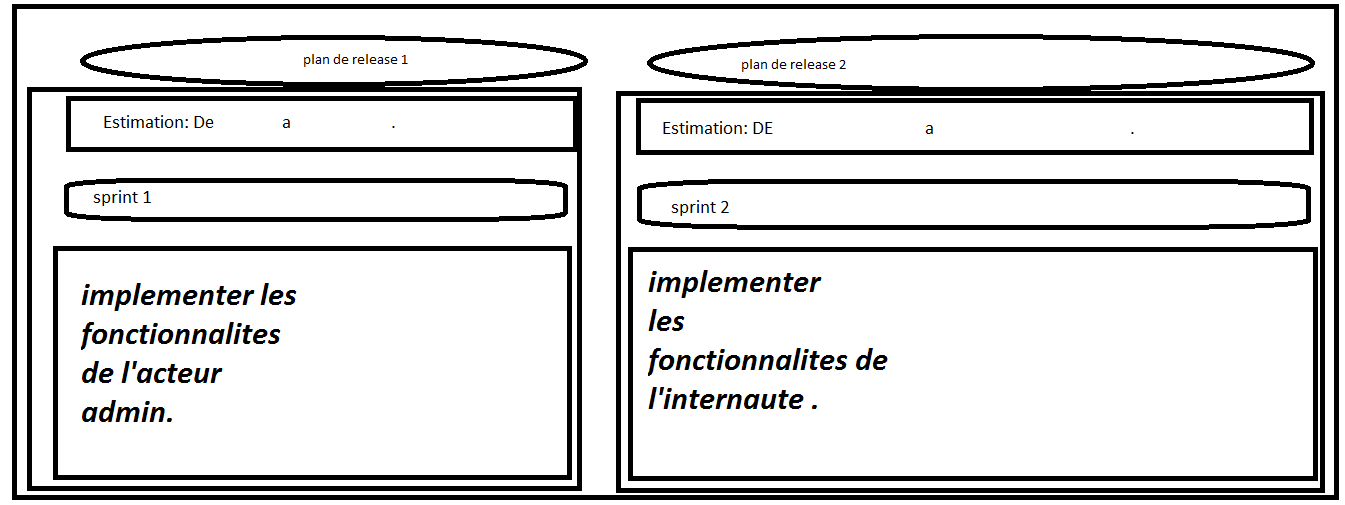 plan de release 1
Estimation: De a .
sprint 1
implementer les
fonctionnalites
de l'acteur
admin.
plan de release 2
Estimation: DE a .
sprint 2
implementer
les
fonctionnalites de
l'internaute .